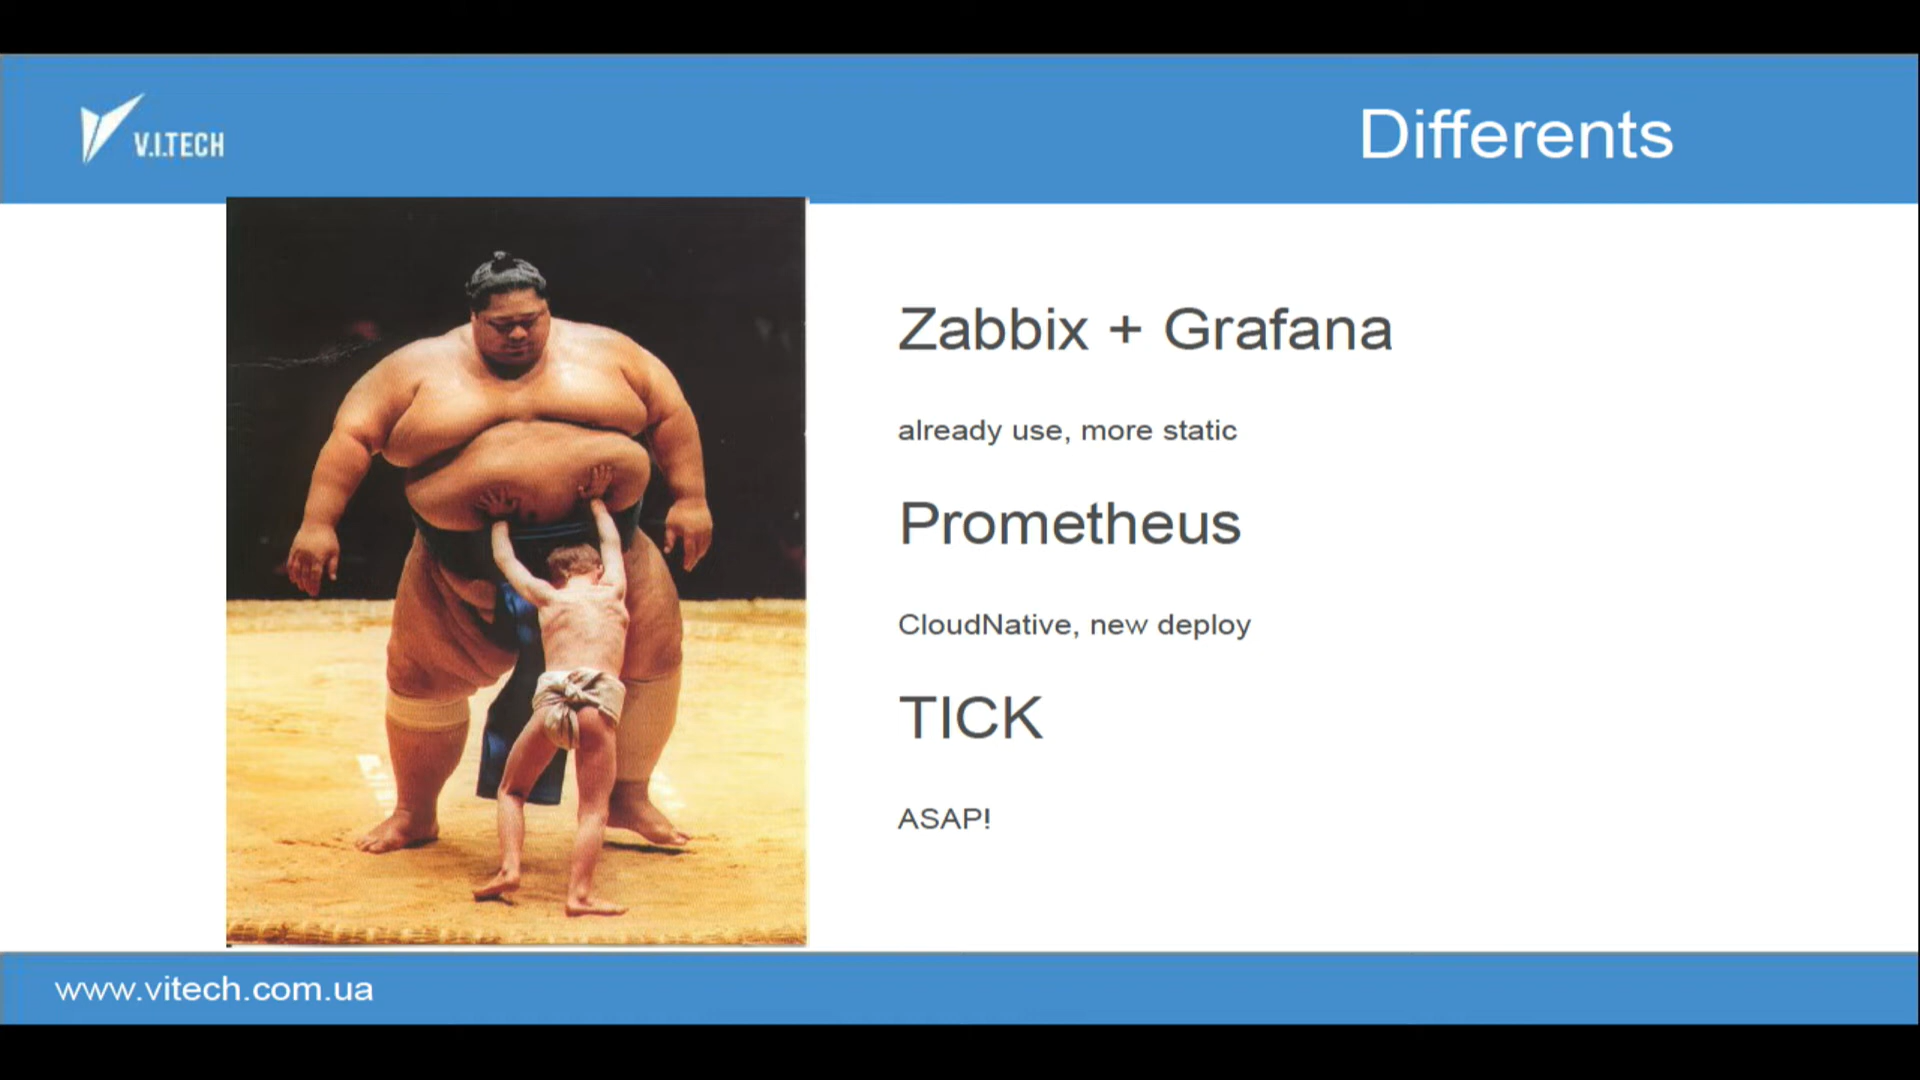 V.I.TECH
Differents
Zabbix + Grafana
already use, more static
Prometheus
CloudNative, new deploy
TICK
ASAP!
www.vitech.com.ua